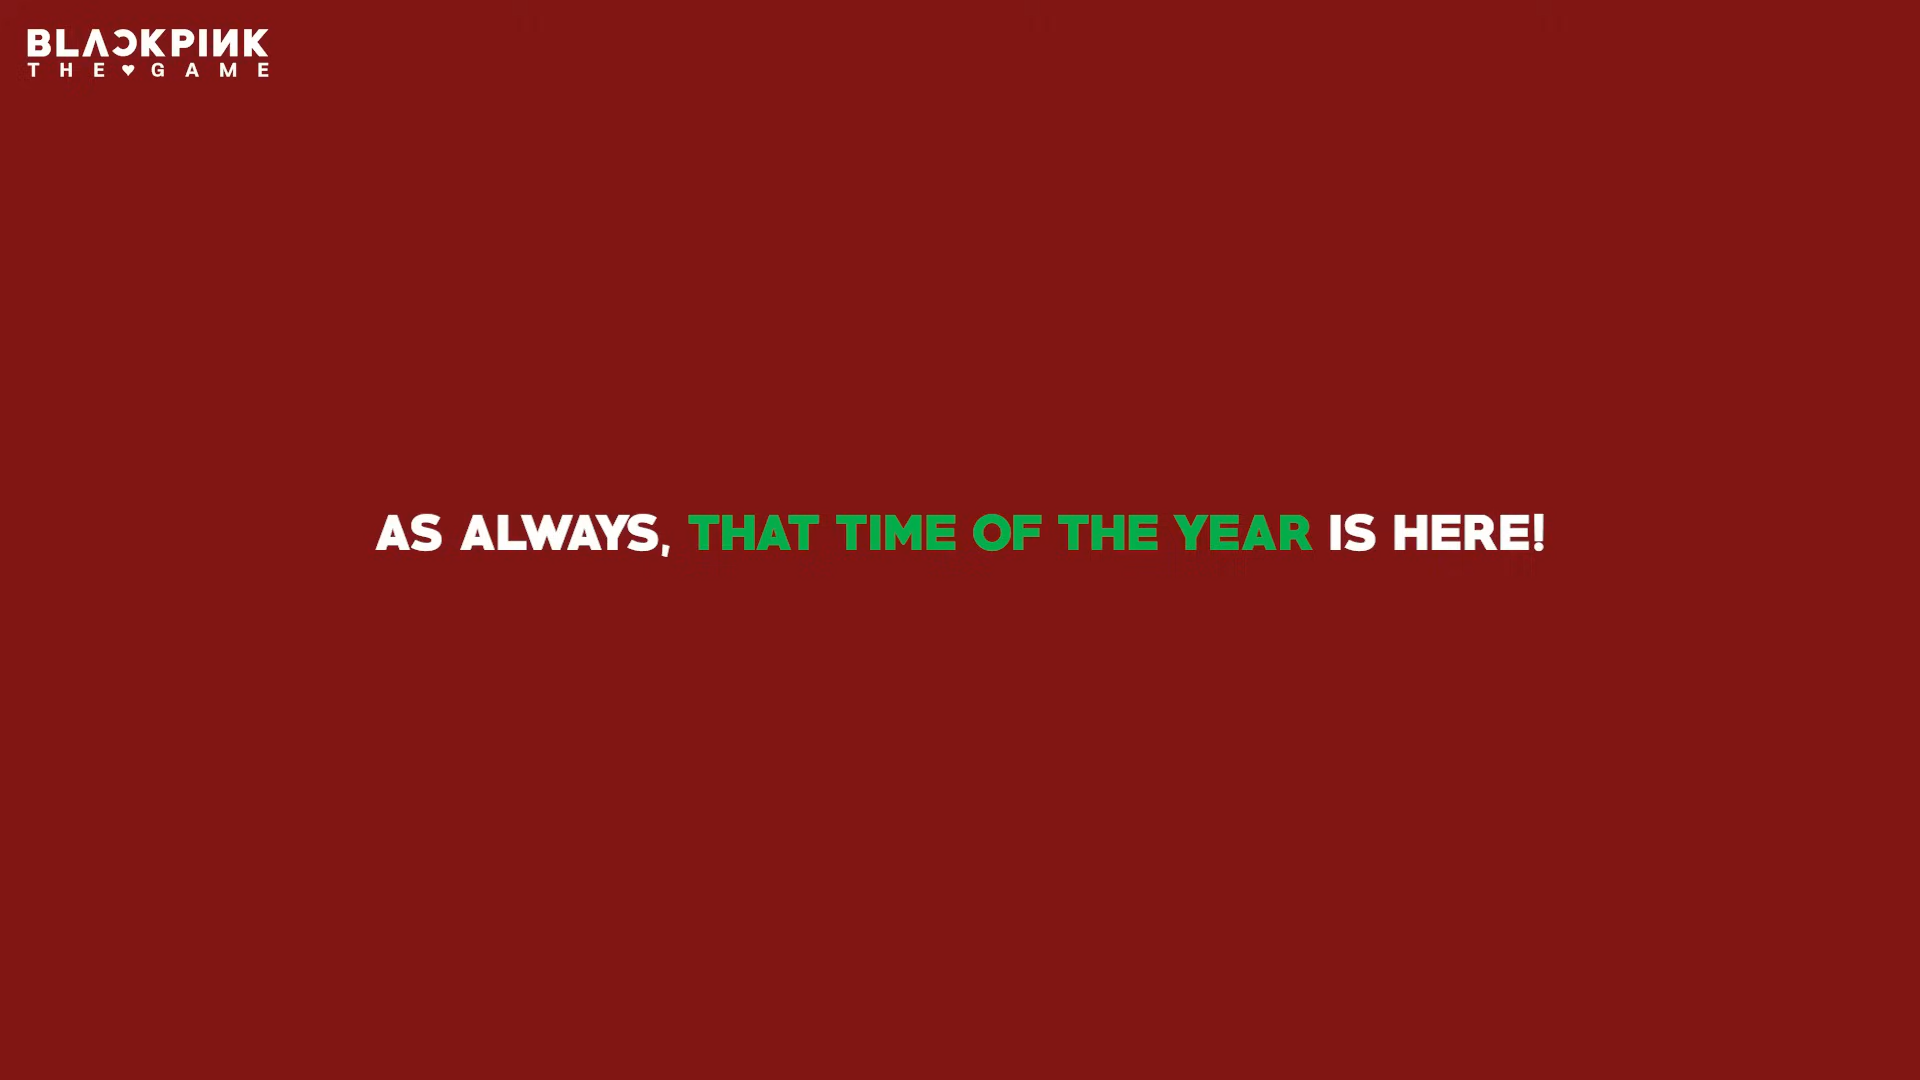 BLACKPINK
THE GAME
AS ALWAYS, THAT TIME OF THE YEAR IS HERE!